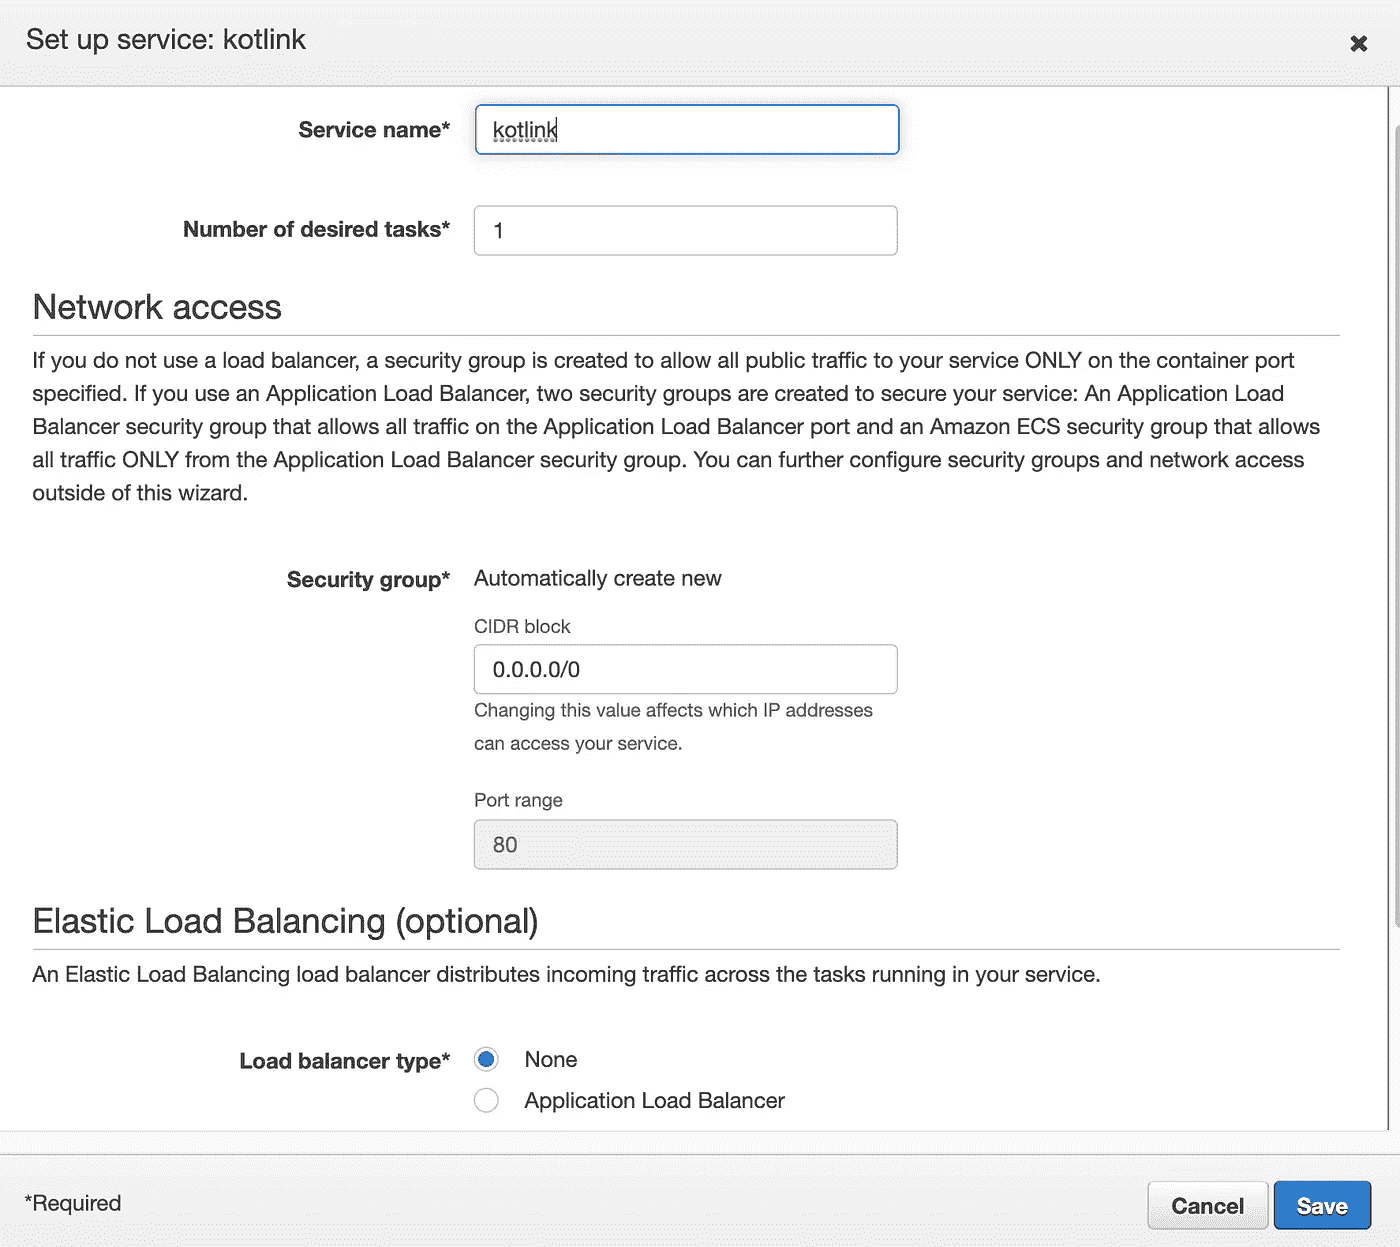 Set up service: kotlink
Service name* kotlink
Number of desired tasks* 1
Network access
If you do not use a load balancer, a security group is created to allow all public traffic to your service ONLY on the container port
specified. If you use an Application Load Balancer, two security groups are created to secure your service: An Application Load
Balancer security group that allows all traffic on the Application Load Balancer port and an Amazon ECS security group that allows
all traffic ONLY from the Application Load Balancer security group. You can further configure security groups and network access
outside of this wizard.
Security group* Automatically create new
CIDR block
0.0.0.0/0
Changing this value affects which IP addresses
can access your service.
Port range
80
Elastic Load Balancing (optional)
An Elastic Load Balancing load balancer distributes incoming traffic across the tasks running in your service.
Load balancer type* None
Application Load Balancer
*Required Cancel Save